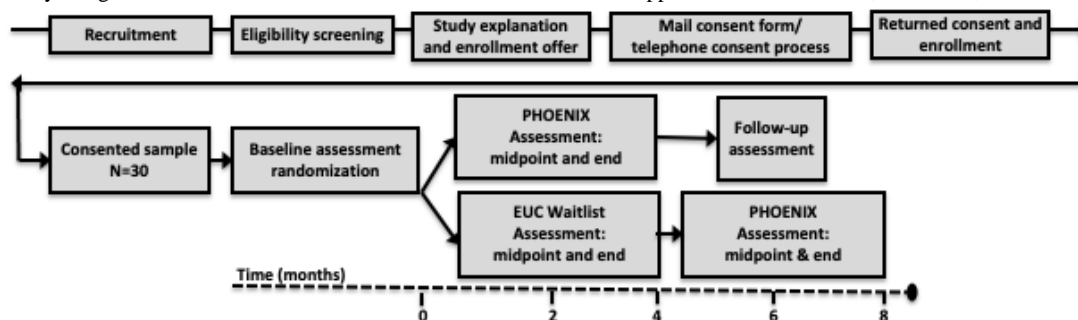 Recruitment
Eligibility screening
Study explanation
and enrollment offer
Mail consent form/
telephone consent process
Returned consent and
enrollment
Consented sample
N=30
Baseline assessment
randomization
PHOENIX
Assessment:
midpoint and end
Follow-up
assessment
EUC Waitlist
Assessment:
midpoint and end
PHOENIX
Assessment:
midpoint & end
Time (months)
0 2 4 6 8